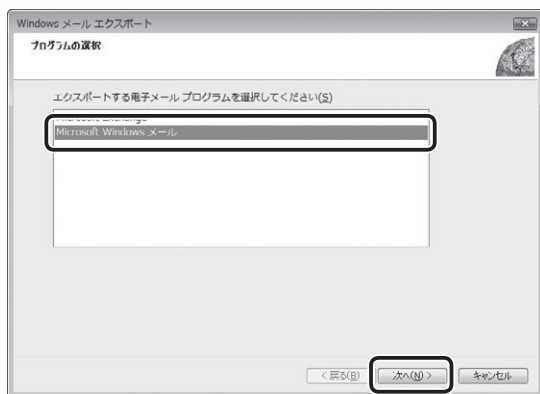 Windows メール エクスポート
プログラムの選択
エクスポートする電子メール プログラムを選択してください(S)
Microsoft Exchange
Microsoft Windows メール
< 戻る(B)
次へ(N) >
キャンセル